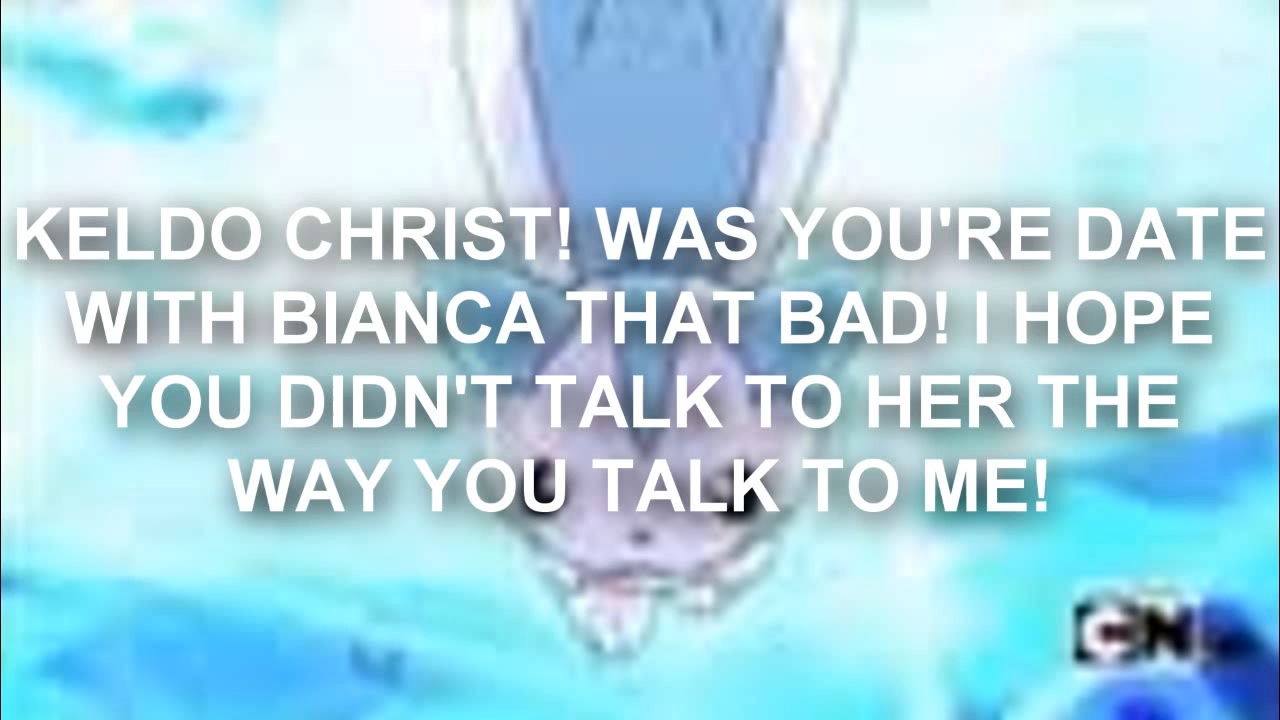 KELDO CHRIST! WAS YOU'RE DATE
WITH BIANCA THAT BAD! I HOPE
YOU DIDN'T TALK TO HER THE
WAY YOU TALK TO ME!
CN